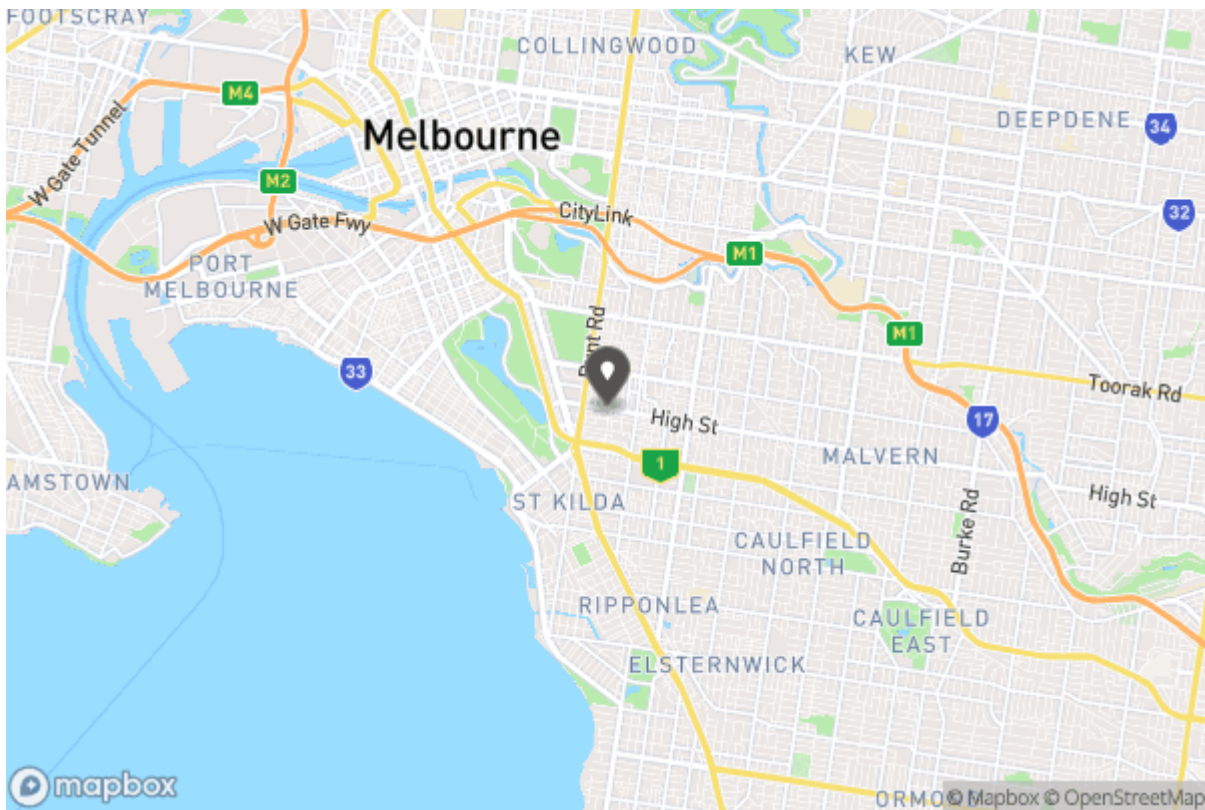 FOOTSCRAY
COLLINGWOOD
KEW
M4
DEEPDENE
34
W Gate Tunnel
Melbourne
M2
32
CityLink
W Gate Fwy
M1
PORT
MELBOURNE
M1
33
Toorak Rd
17
High St
MALVERN
1
AMSTOWN
ST KILDA
High St
Burke Rd
CAULFIELD
NORTH
RIPPONLEA
CAULFIELD
EAST
ELSTERNWICK
mapbox
© Mapbox © OpenStreetMap